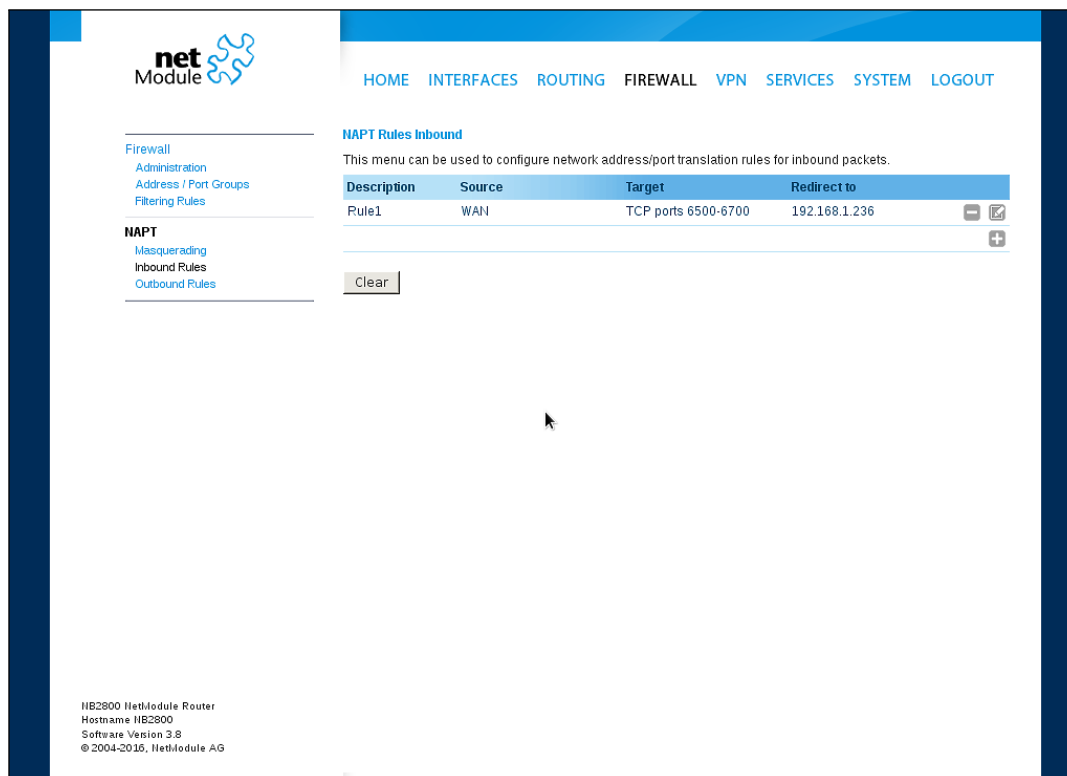 net
Module
HOME INTERFACES ROUTING FIREWALL VPN SERVICES SYSTEM LOGOUT
Firewall
Administration
Address / Port Groups
Filtering Rules
NAPT
Masquerading
Inbound Rules
Outbound Rules
NAPT Rules Inbound
This menu can be used to configure network address/port translation rules for inbound packets.
Description Source Target Redirect to
Rule1 WAN TCP ports 6500-6700 192.168.1.236
Clear
NB2800 NetModule Router
Hostname NB2800
Software Version 3.8
© 2004-2016, NetModule AG